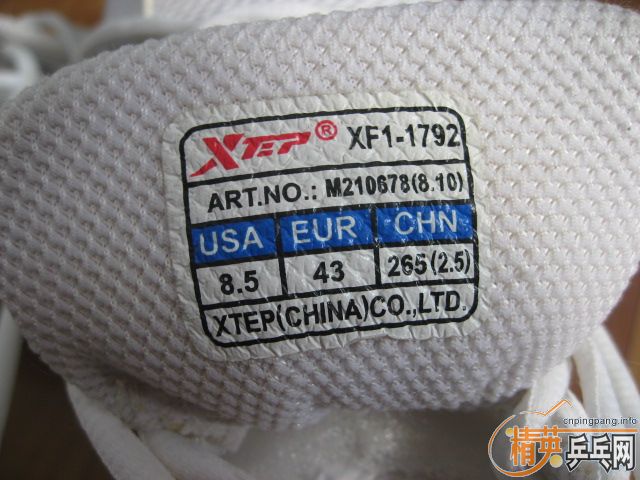 XTEP® XF1-1792
ART.NO.: M210678(8.10)
USA EUR CHN
8.5 43 265(2.5)
XTEP(CHINA)CO.,LTD.
cnpingpang.info
精英乒乓网